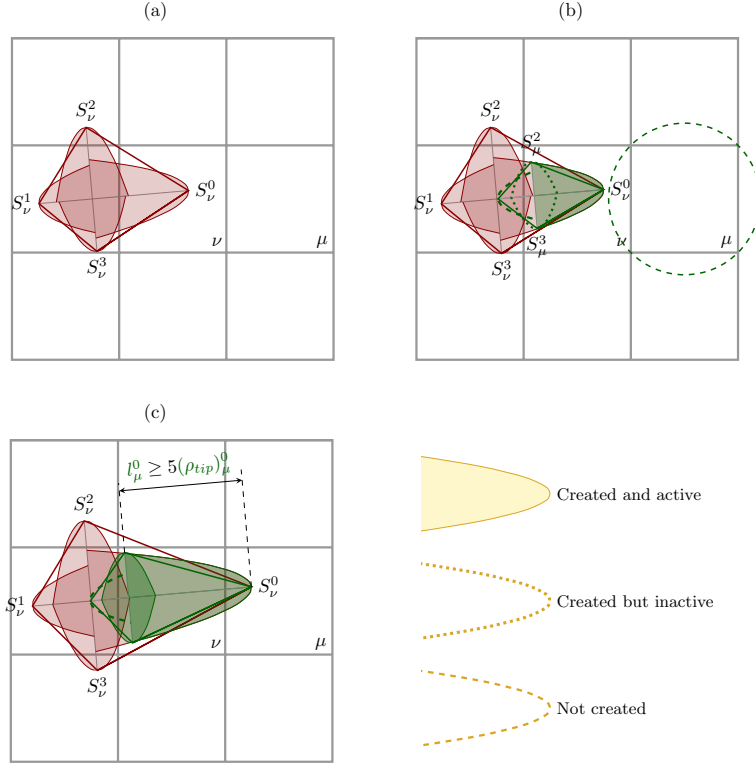 (a)
S_ν^2
S_ν^1
S_ν^0
S_ν^3
ν
μ
(b)
S_ν^2
S_μ^2
S_ν^1
S_ν^0
S_μ^3
S_ν^3
ν
μ
(c)
l_μ^0 ≥ 5(ρ_{tip})_μ^0
S_ν^2
S_ν^1
S_ν^0
S_ν^3
ν
μ
Created and active
Created but inactive
Not created